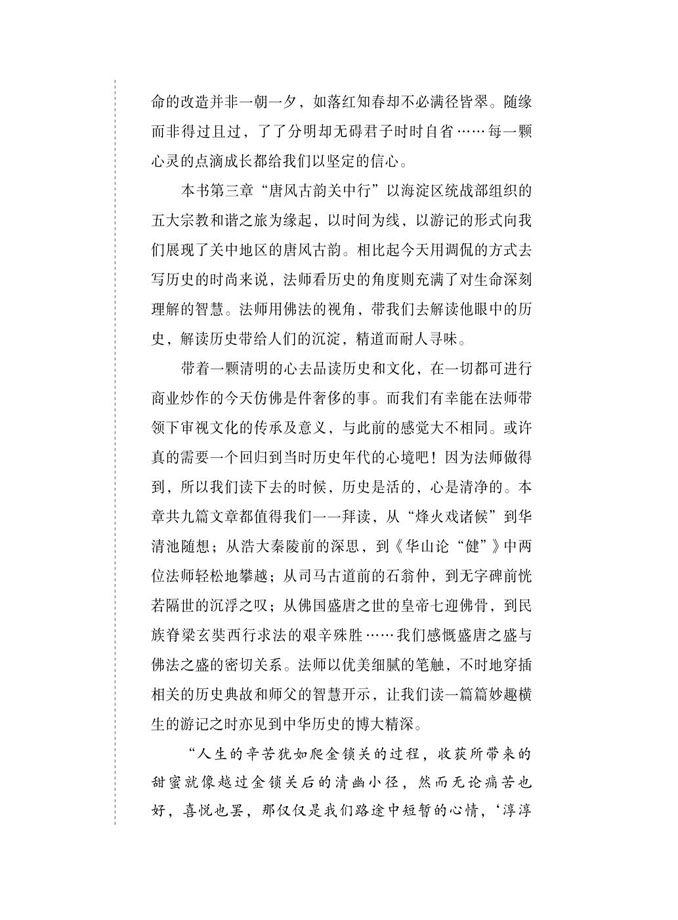 命的改造并非一朝一夕，如落红知春却不必满径皆翠。随缘
而非得过且过，了了分明却无碍君子时时自省……每一颗
心灵的点滴成长都给我们以坚定的信心。
本书第三章“唐风古韵关中行”以海淀区统战部组织的
五大宗教和谐之旅为缘起，以时间为线，以游记的形式向我
们展现了关中地区的唐风古韵。相比起今天用调侃的方式去
写历史的时尚来说，法师看历史的角度则充满了对生命深刻
理解的智慧。法师用佛法的视角，带我们去解读他眼中的历
史，解读历史带给人们的沉淀，精道而耐人寻味。
带着一颗清明的心去品读历史和文化，在一切都可进行
商业炒作的今天仿佛是件奢侈的事。而我们有幸能在法师带
领下审视文化的传承及意义，与此前的感觉大不相同。或许
真的需要一个回归到当时历史年代的心境吧！因为法师做得
到，所以我们读下去的时候，历史是活的，心是清净的。本
章共九篇文章都值得我们一一拜读，从“烽火戏诸候”到华
清池随想；从浩大秦陵前的深思，到《华山论“健”》中两
位法师轻松地攀越；从司马古道前的石翁仲，到无字碑前恍
若隔世的沉浮之叹；从佛国盛唐之世的皇帝七迎佛骨，到民
族脊梁玄奘西行求法的艰辛殊胜……我们感慨盛唐之盛与
佛法之盛的密切关系。法师以优美细腻的笔触，不时地穿插
相关的历史典故和师父的智慧开示，让我们读一篇篇妙趣横
生的游记之时亦见到中华历史的博大精深。
“人生的辛苦犹如爬金锁关的过程，收获所带来的
甜蜜就像越过金锁关后的清幽小径，然而无论痛苦也
好，喜悦也罢，那仅仅是我们路途中短暂的心情，‘淳淳